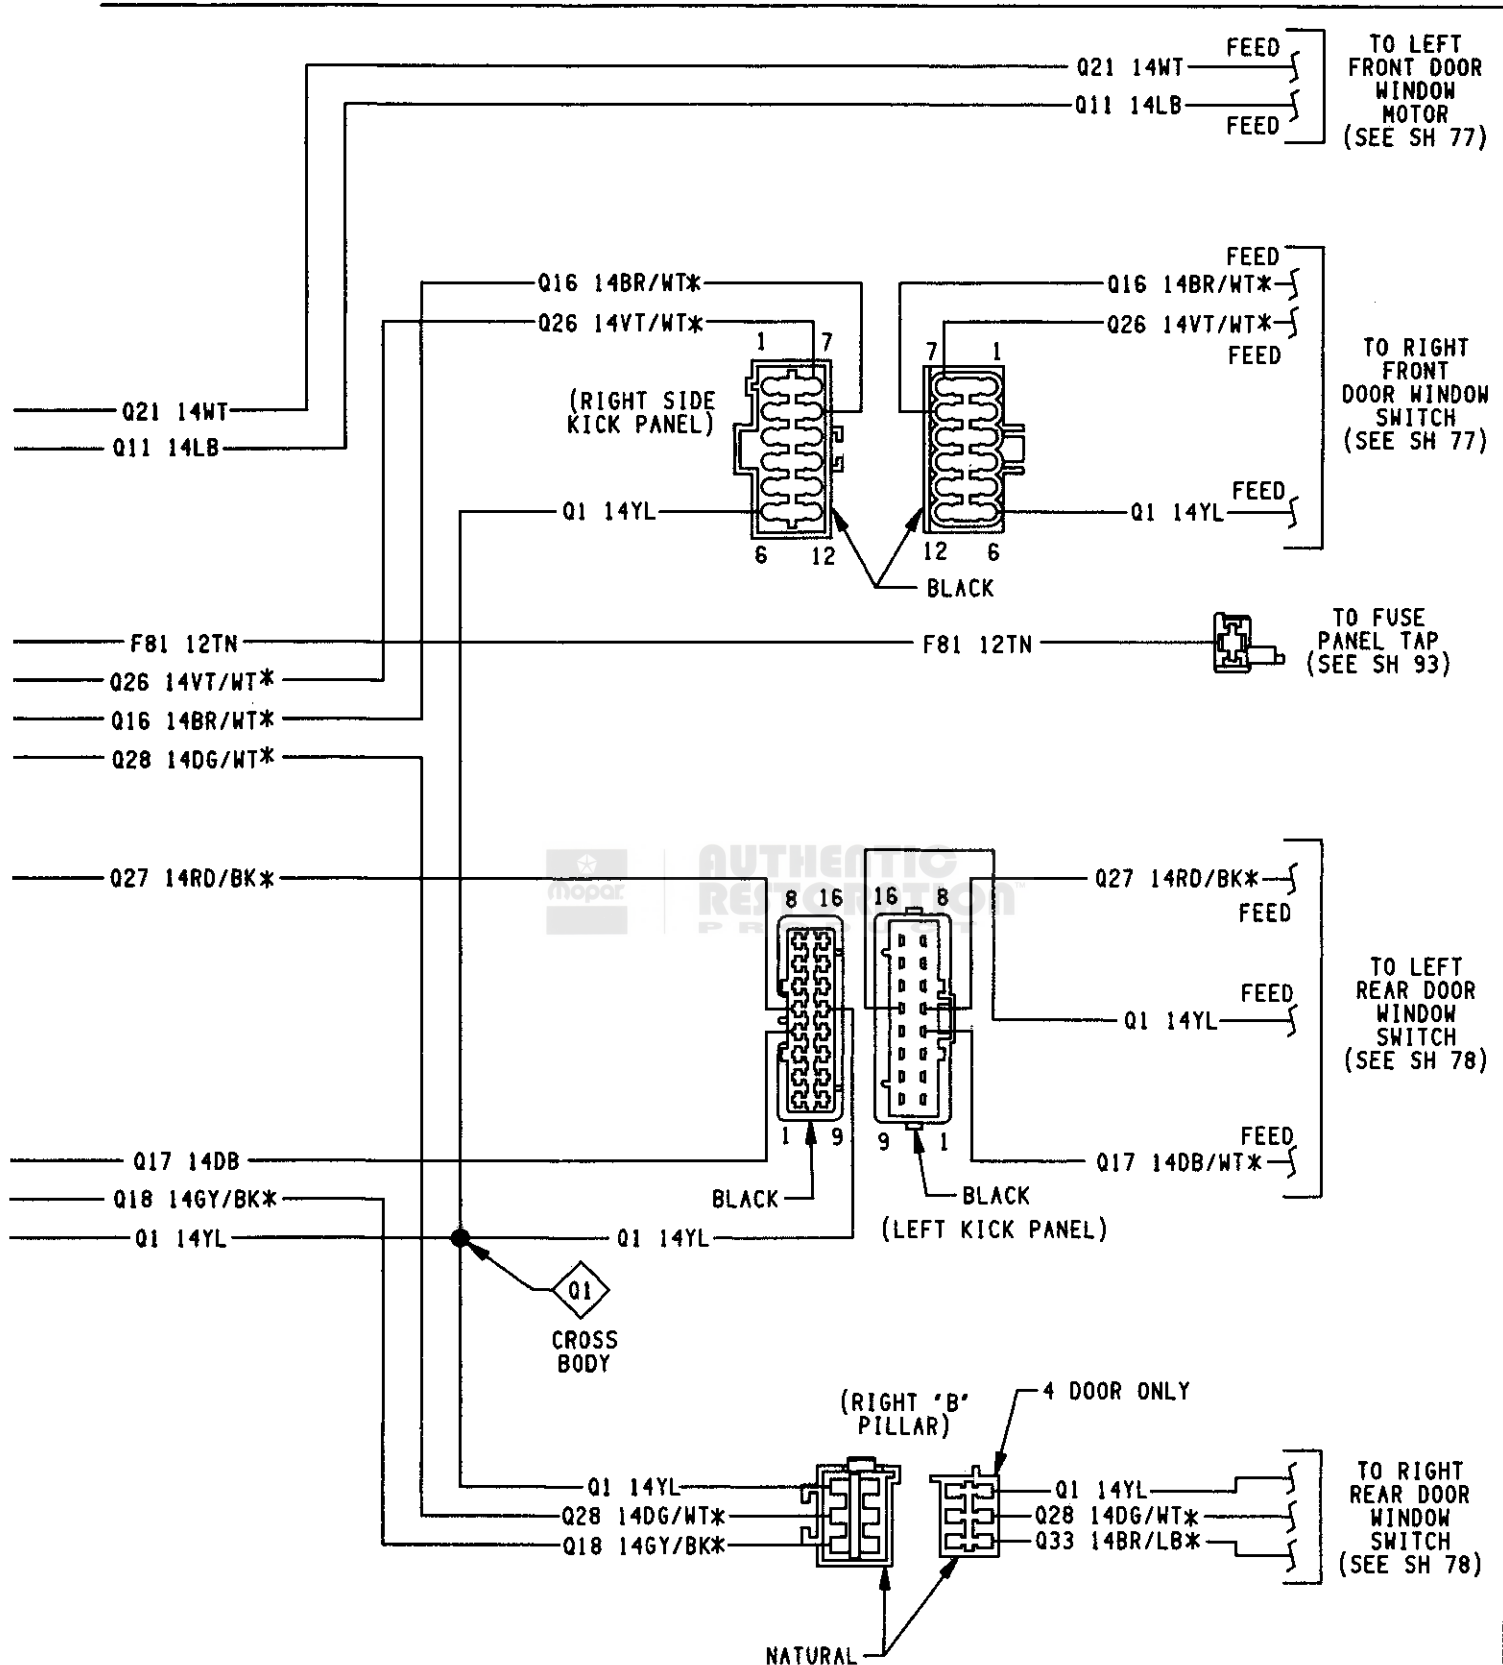 FEED
Q21 14WT
Q11 14LB
FEED
TO LEFT
FRONT DOOR
WINDOW
MOTOR
(SEE SH 77)
FEED
Q16 14BR/WT*
Q16 14BR/WT*
Q26 14VT/WT*
Q26 14VT/WT*
FEED
1 7
7 1
TO RIGHT
FRONT
DOOR WINDOW
SWITCH
(SEE SH 77)
(RIGHT SIDE
KICK PANEL)
Q21 14WT
Q11 14LB
FEED
Q1 14YL
Q1 14YL
6 12
12 6
BLACK
F81 12TN
F81 12TN
TO FUSE
PANEL TAP
(SEE SH 93)
Q26 14VT/WT*
Q16 14BR/WT*
Q28 14DG/WT*
Mopar
AUTHENTIC
RESTORATION™
PRODUCT
Q27 14RD/BK*
Q27 14RD/BK*
FEED
8 16
16 8
FEED
Q1 14YL
TO LEFT
REAR DOOR
WINDOW
SWITCH
(SEE SH 78)
1 9
9 1
FEED
Q17 14DB
Q17 14DB/WT*
Q18 14GY/BK*
BLACK
BLACK
(LEFT KICK PANEL)
Q1 14YL
Q1 14YL
Q1
CROSS
BODY
(RIGHT 'B'
PILLAR)
4 DOOR ONLY
Q1 14YL
Q28 14DG/WT*
Q18 14GY/BK*
Q1 14YL
Q28 14DG/WT*
Q33 14BR/LB*
TO RIGHT
REAR DOOR
WINDOW
SWITCH
(SEE SH 78)
NATURAL